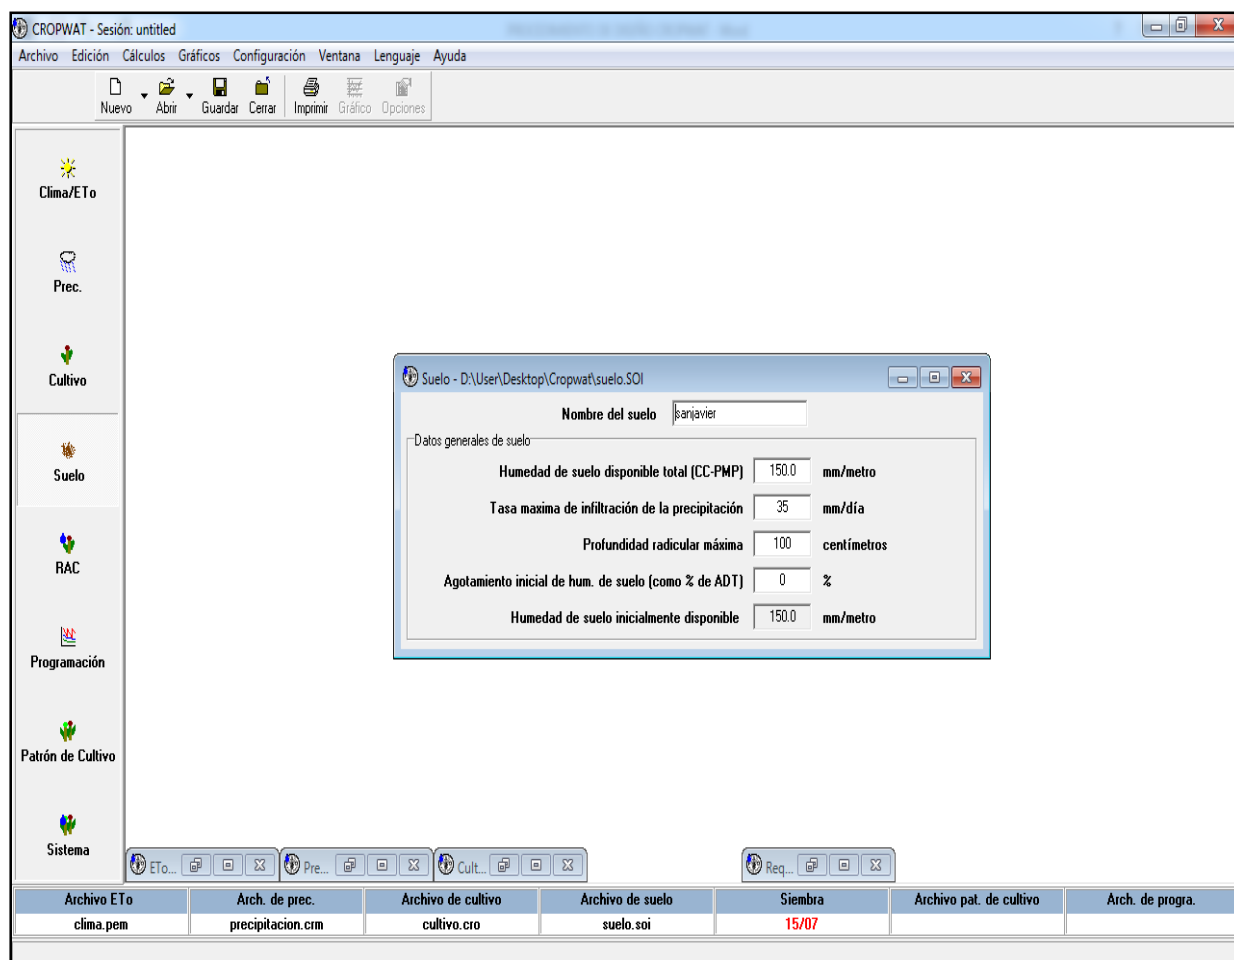 CROPWAT - Sesión: untitled
Archivo Edición Cálculos Gráficos Configuración Ventana Lenguaje Ayuda
Nuevo Abrir Guardar Cerrar Imprimir Gráfico Opciones
Clima/ETo
Prec.
Cultivo
Suelo
RAC
Programación
Patrón de Cultivo
Sistema
Suelo - D:\User\Desktop\Cropwat\suelo.SOI
Nombre del suelo sanjavier
Datos generales de suelo
Humedad de suelo disponible total (CC-PMP) 150.0 mm/metro
Tasa maxima de infiltración de la precipitación 35 mm/día
Profundidad radicular máxima 100 centímetros
Agotamiento inicial de hum. de suelo (como % de ADT) 0 %
Humedad de suelo inicialmente disponible 150.0 mm/metro
ETo... Pre... Cult... Req...
Archivo ETo Arch. de prec. Archivo de cultivo Archivo de suelo Siembra Archivo pat. de cultivo Arch. de progra.
clima.pem precipitacion.crm cultivo.cro suelo.soi 15/07